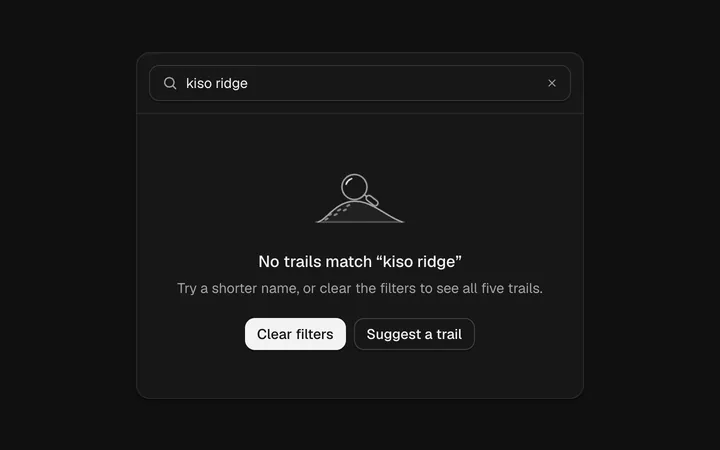 kiso ridge
No trails match “kiso ridge”
Try a shorter name, or clear the filters to see all five trails.
Clear filters
Suggest a trail